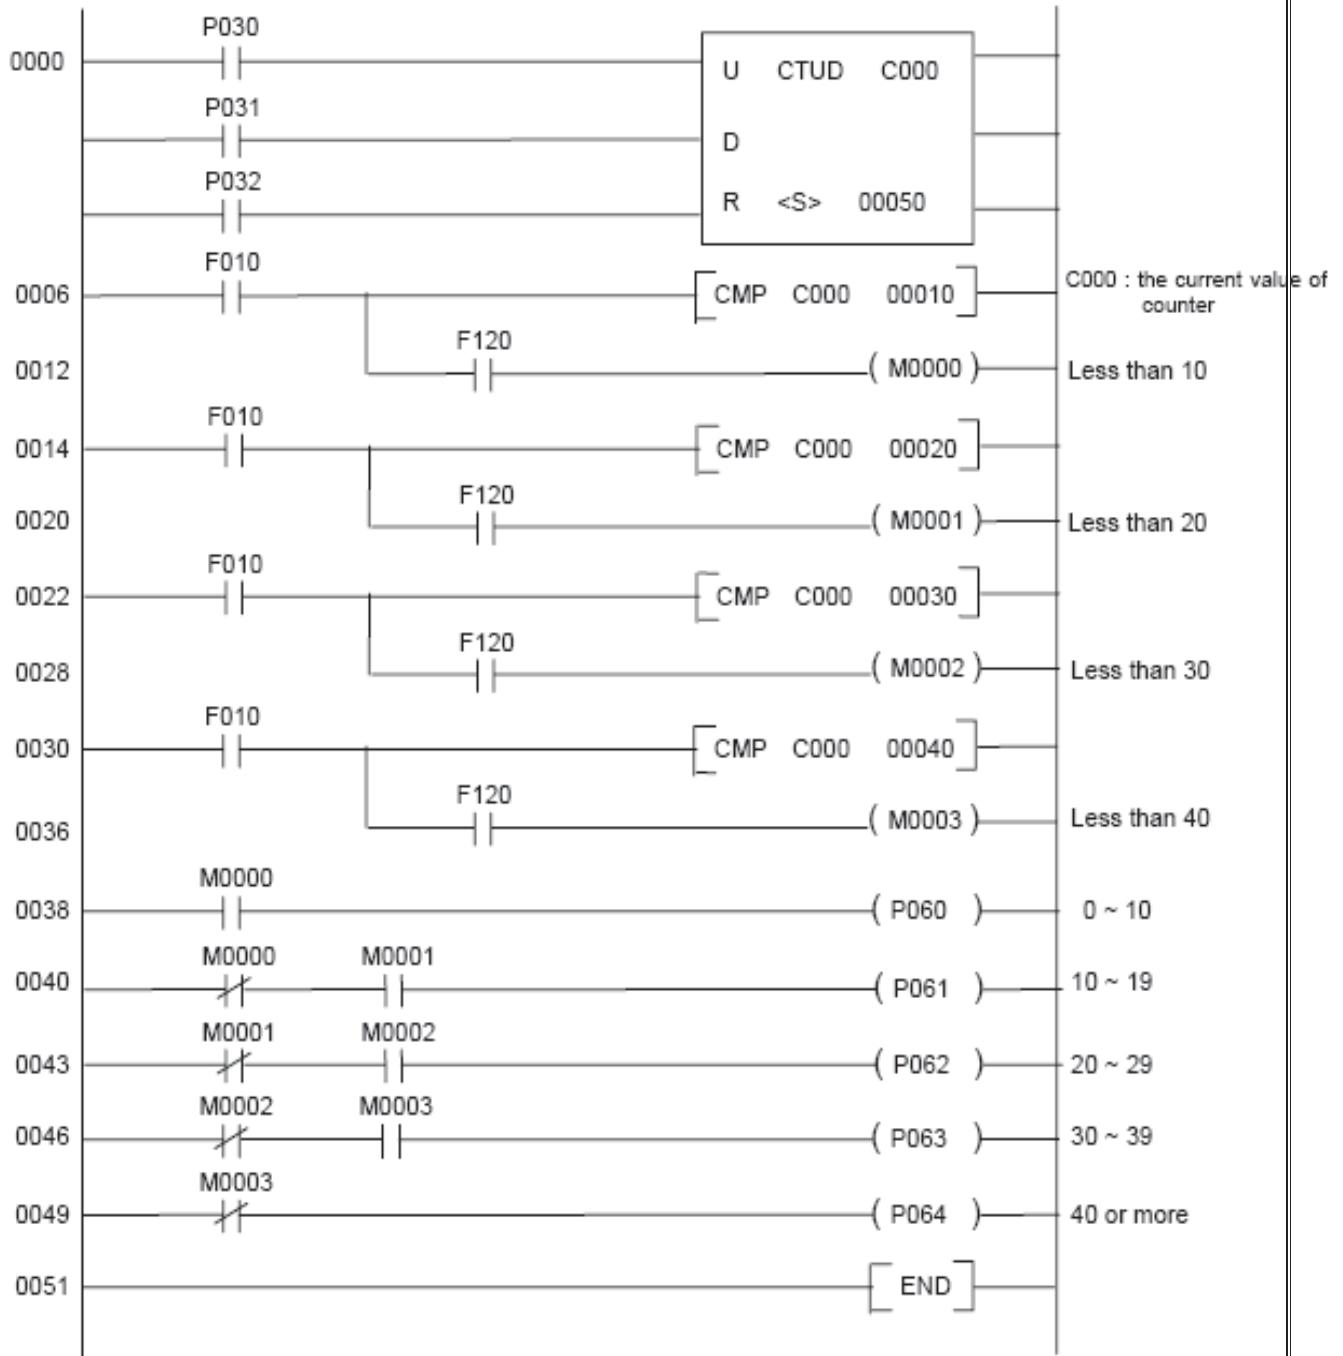 P030
0000 U CTUD C000
P031
D
P032
R <S> 00050
F010
0006 CMP C000 00010 C000 : the current value of
counter
F120
0012 ( M0000 ) Less than 10
F010
0014 CMP C000 00020
F120
0020 ( M0001 ) Less than 20
F010
0022 CMP C000 00030
F120
0028 ( M0002 ) Less than 30
F010
0030 CMP C000 00040
F120
0036 ( M0003 ) Less than 40
M0000
0038 ( P060 ) 0 ~ 10
M0000 M0001
0040 ( P061 ) 10 ~ 19
M0001 M0002
0043 ( P062 ) 20 ~ 29
M0002 M0003
0046 ( P063 ) 30 ~ 39
M0003
0049 ( P064 ) 40 or more
0051 END